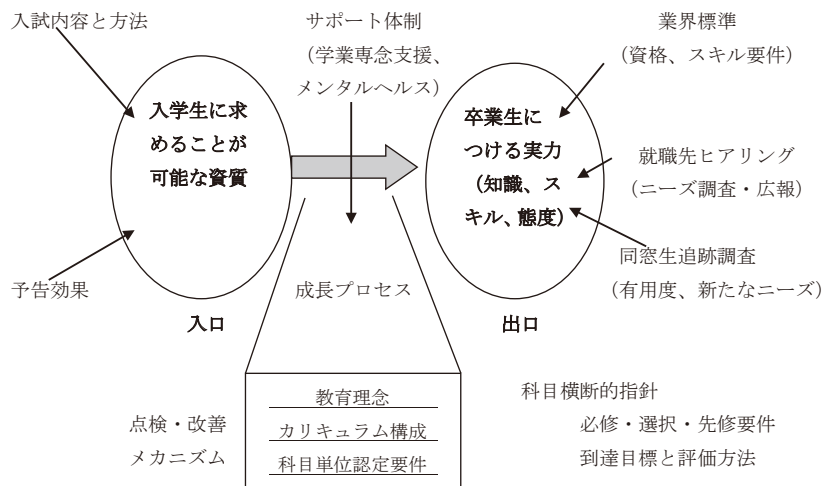 入試内容と方法
サポート体制
（学業専念支援、
メンタルヘルス）
業界標準
（資格、スキル要件）
入学生に求
めることが
可能な資質
卒業生に
つける実力
（知識、ス
キル、態度）
就職先ヒアリング
（ニーズ調査・広報）
同窓生追跡調査
（有用度、新たなニーズ）
予告効果
成長プロセス
入口
出口
教育理念
カリキュラム構成
科目単位認定要件
点検・改善
メカニズム
科目横断的指針
必修・選択・先修要件
到達目標と評価方法